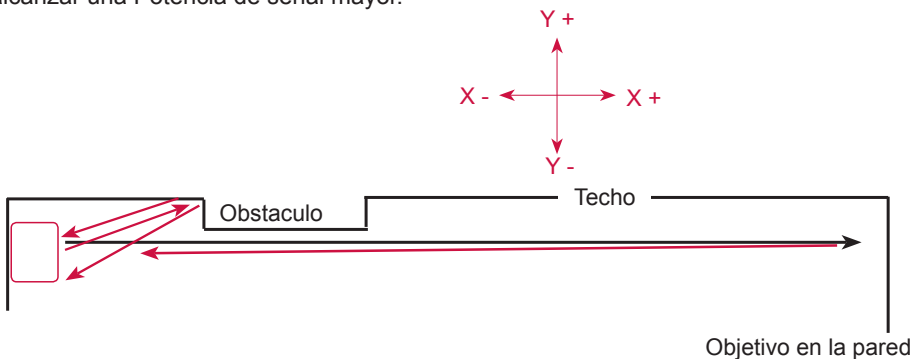 alcanzar una Potencia de señal mayor.
Y +
X -
X +
Y -
Techo
Obstaculo
Objetivo en la pared